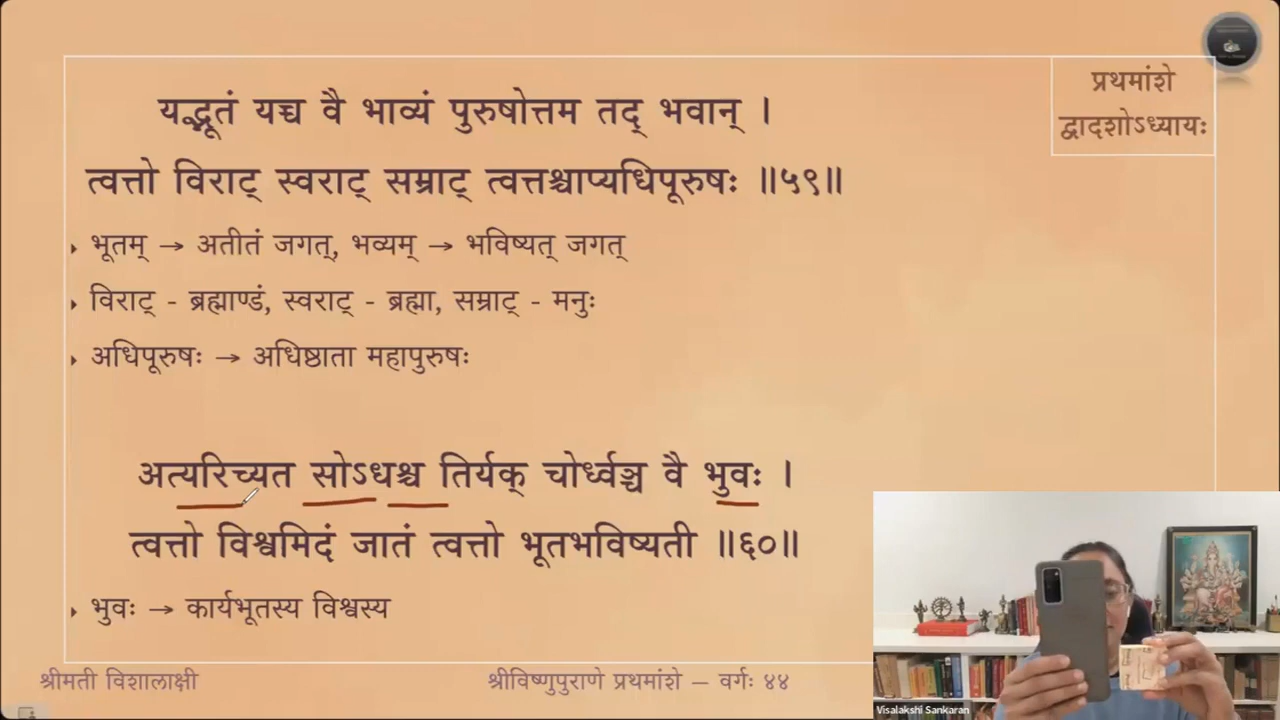 प्रथमांशे
द्वादशोऽध्यायः
यद्भूतं यच्च वै भाव्यं पुरुषोत्तम तद् भवान् ।
त्वत्तो विराट् स्वराट् सम्राट् त्वत्तश्चाप्यधिपूरुषः ॥५९॥
भूतम् → अतीतं जगत्, भव्यम् → भविष्यत् जगत्
विराट् - ब्रह्माण्डं, स्वराट् - ब्रह्मा, सम्राट् - मनुः
अधिपूरुषः → अधिष्ठाता महापुरुषः
अत्यरिच्यत सोऽधश्च तिर्यक् चोर्ध्वञ्च वै भुवः ।
त्वत्तो विश्वमिदं जातं त्वत्तो भूतभविष्यती ॥६०॥
भुवः → कार्यभूतस्य विश्वस्य
श्रीमती विशालाक्षी
श्रीविष्णुपुराणे प्रथमांशे – वर्गः ४४
Visalakshi Sankaran